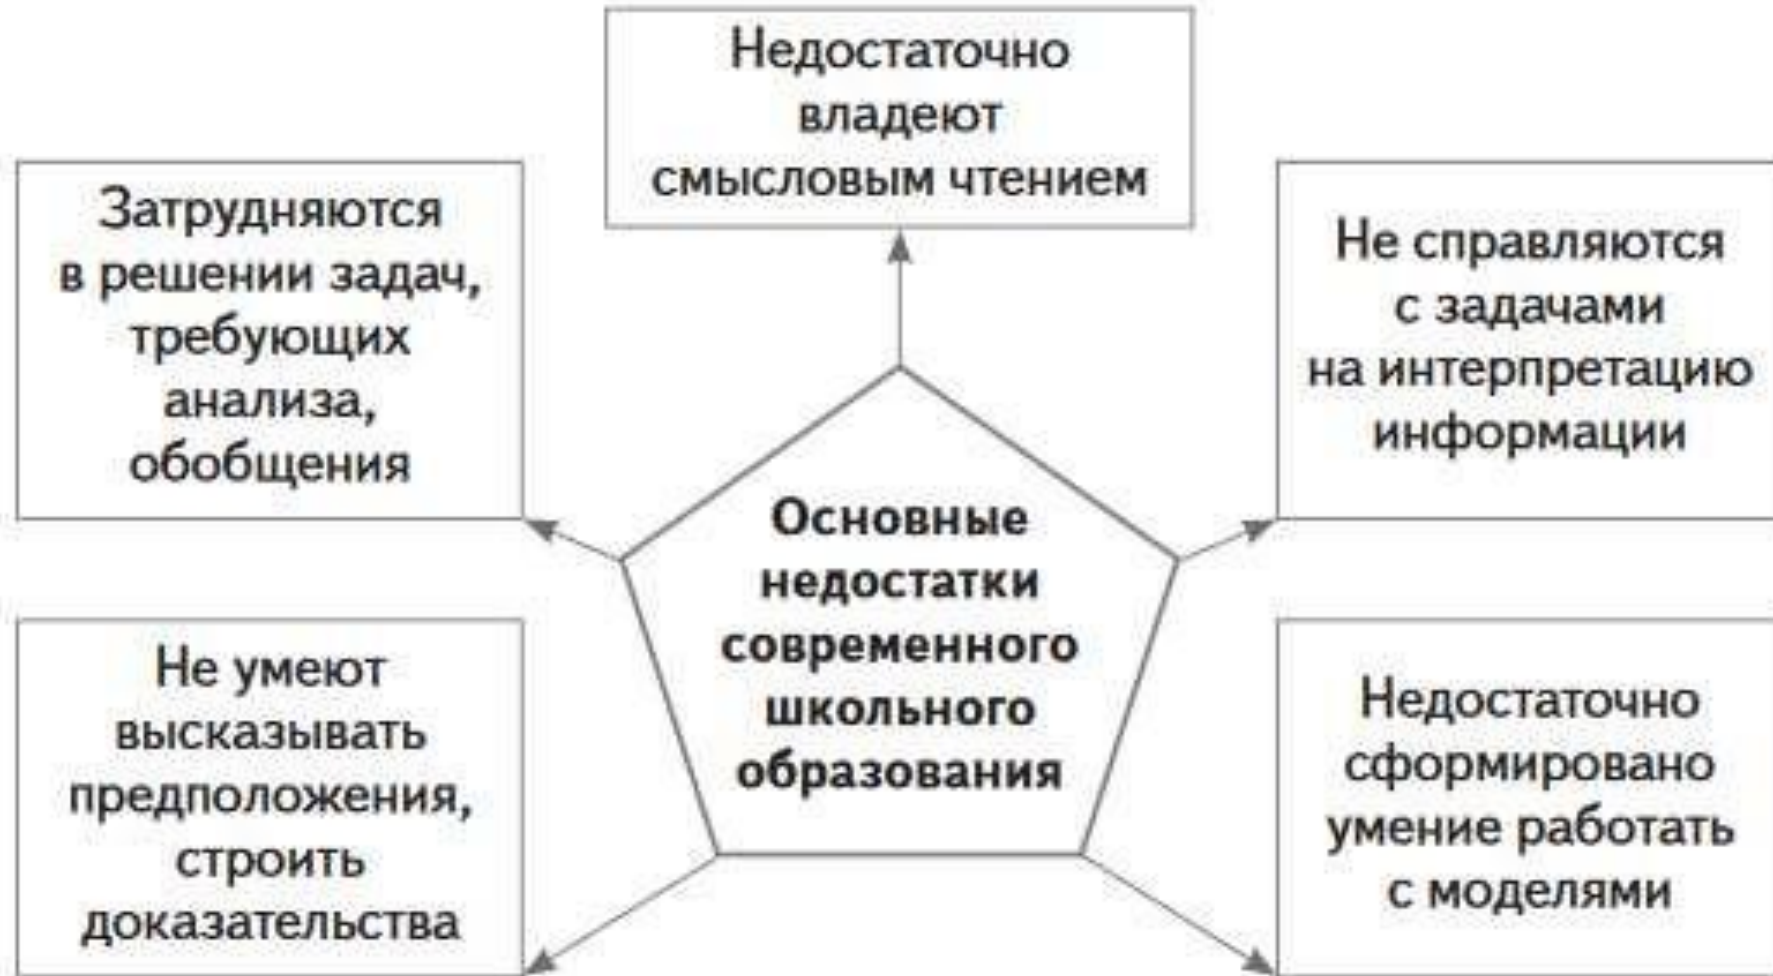 Недостаточно
владеют
смысловым чтением
Затрудняются
в решении задач,
требующих
анализа,
обобщения
Не справляются
с задачами
на интерпретацию
информации
Основные
недостатки
современного
школьного
образования
Не умеют
высказывать
предположения,
строить
доказательства
Недостаточно
сформировано
умение работать
с моделями